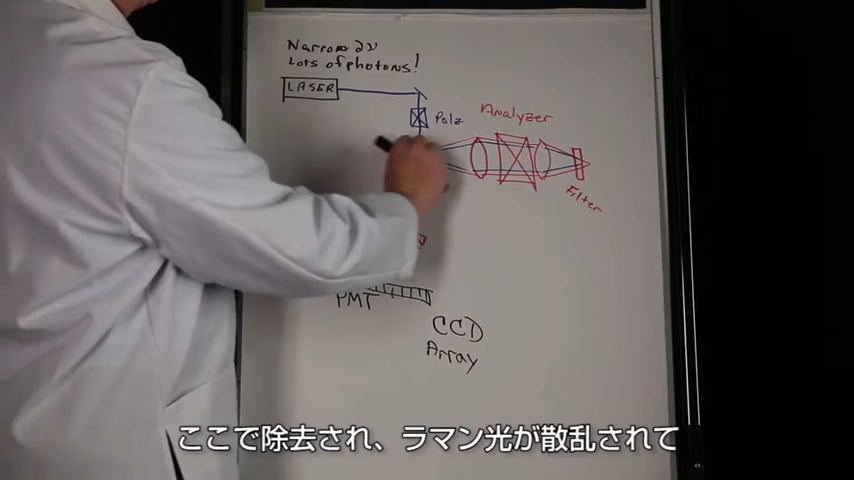 Narrow Δν
Lots of photons!
LASER
Polz
Analyzer
Filter
PMT
CCD
Array
ここで除去され、ラマン光が散乱されて